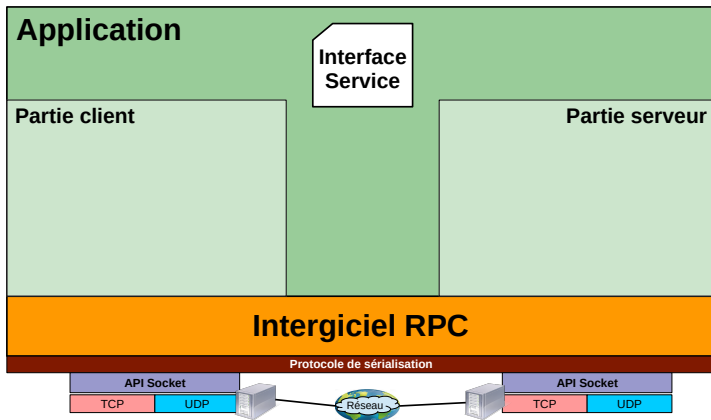 Application
Interface
Service
Partie client
Partie serveur
Intergiciel RPC
Protocole de sérialisation
API Socket
API Socket
TCP
UDP
Réseau
TCP
UDP